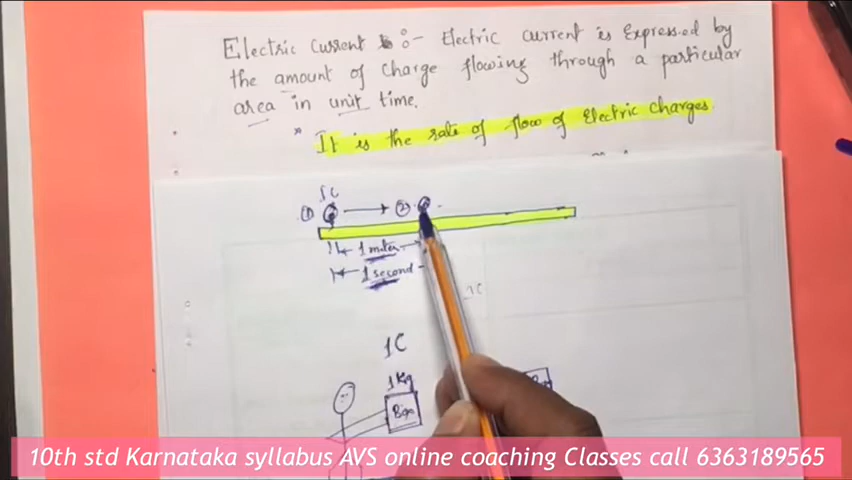 Electric Current :- Electric current is Expressed by
the amount of charge flowing through a particular
area in unit time.
* It is the rate of flow of Electric charges.
1C
① ②
1 meter
1 second
1C
1C
1Kg
10th std Karnataka syllabus AVS online coaching Classes call 6363189565